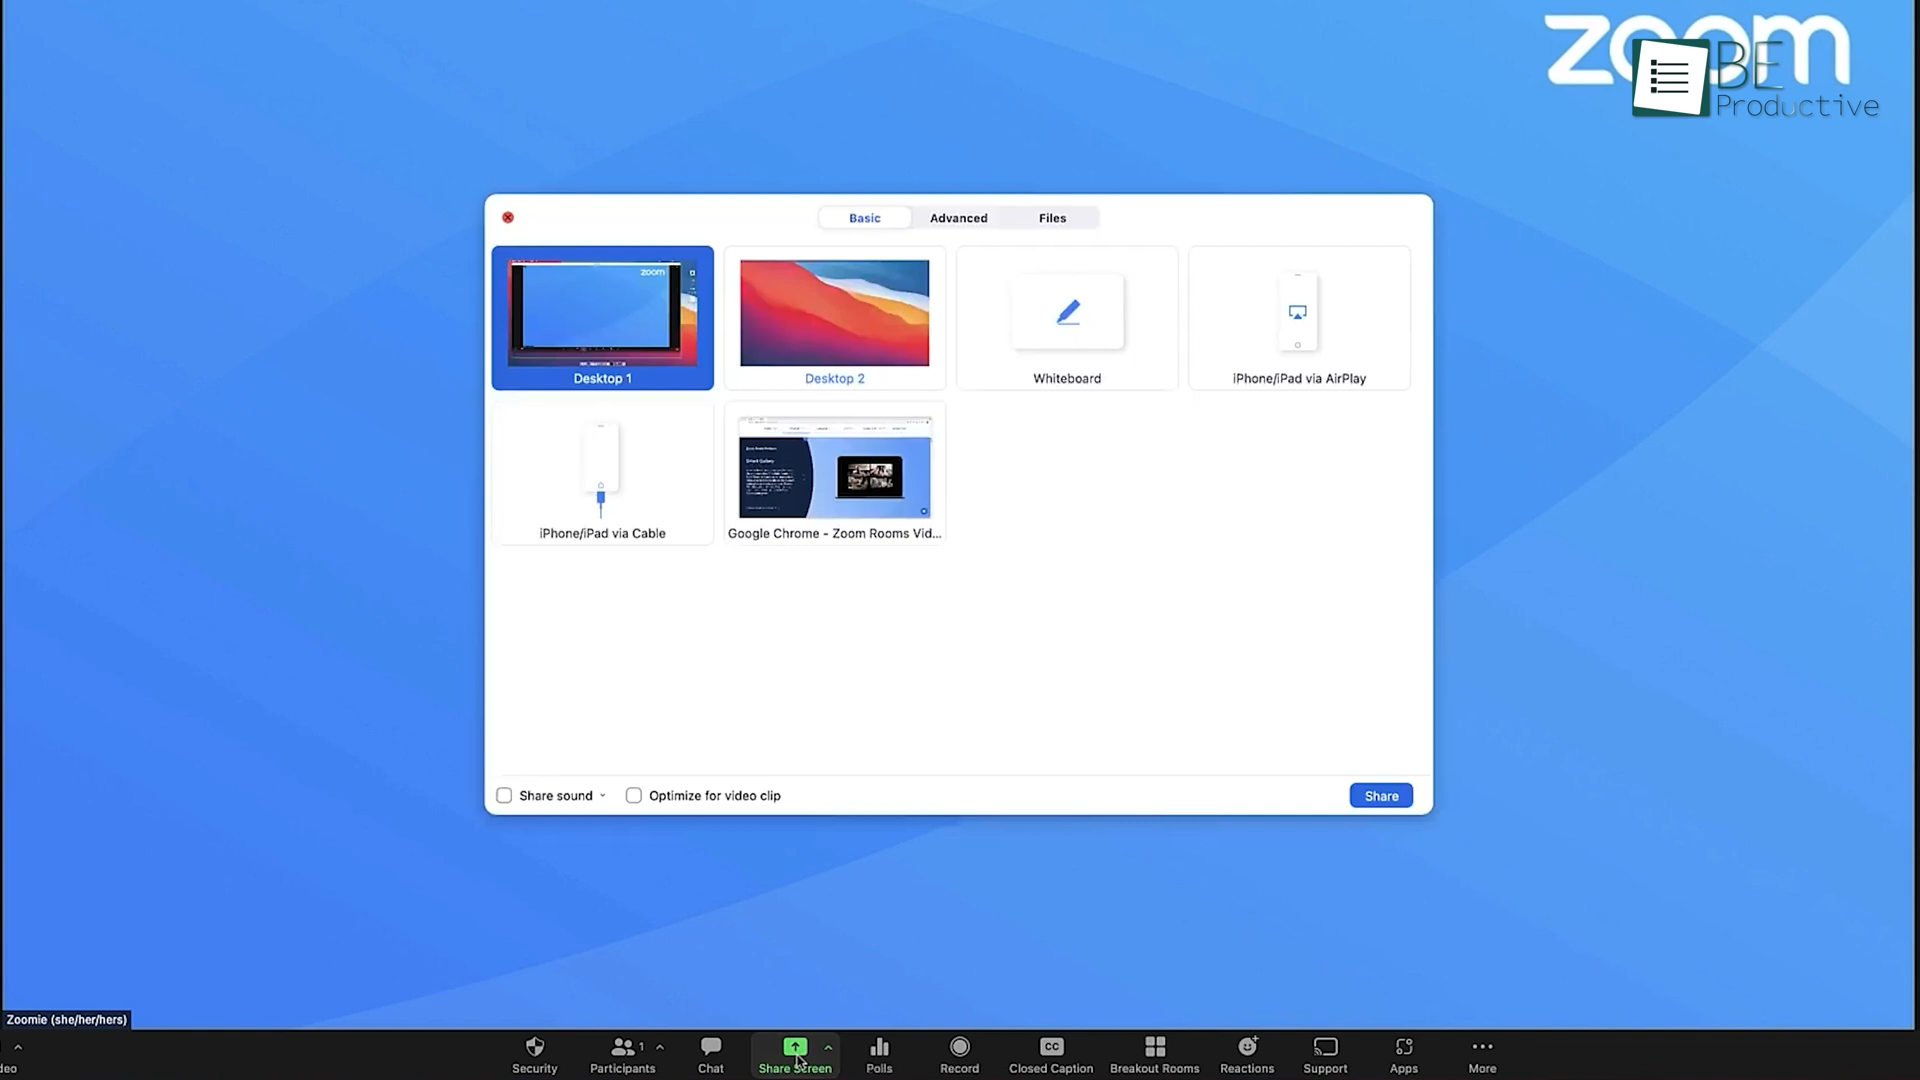 zoom
BE
Productive
Basic
Advanced
Files
zoom
Desktop 1
Desktop 2
Whiteboard
iPhone/iPad via AirPlay
iPhone/iPad via Cable
Google Chrome - Zoom Rooms Vid...
Share sound
Optimize for video clip
Share
Zoomie (she/her/hers)
deo
Security
Participants
1
Chat
Share Screen
Polls
Record
CC
Closed Caption
Breakout Rooms
Reactions
Support
Apps
More